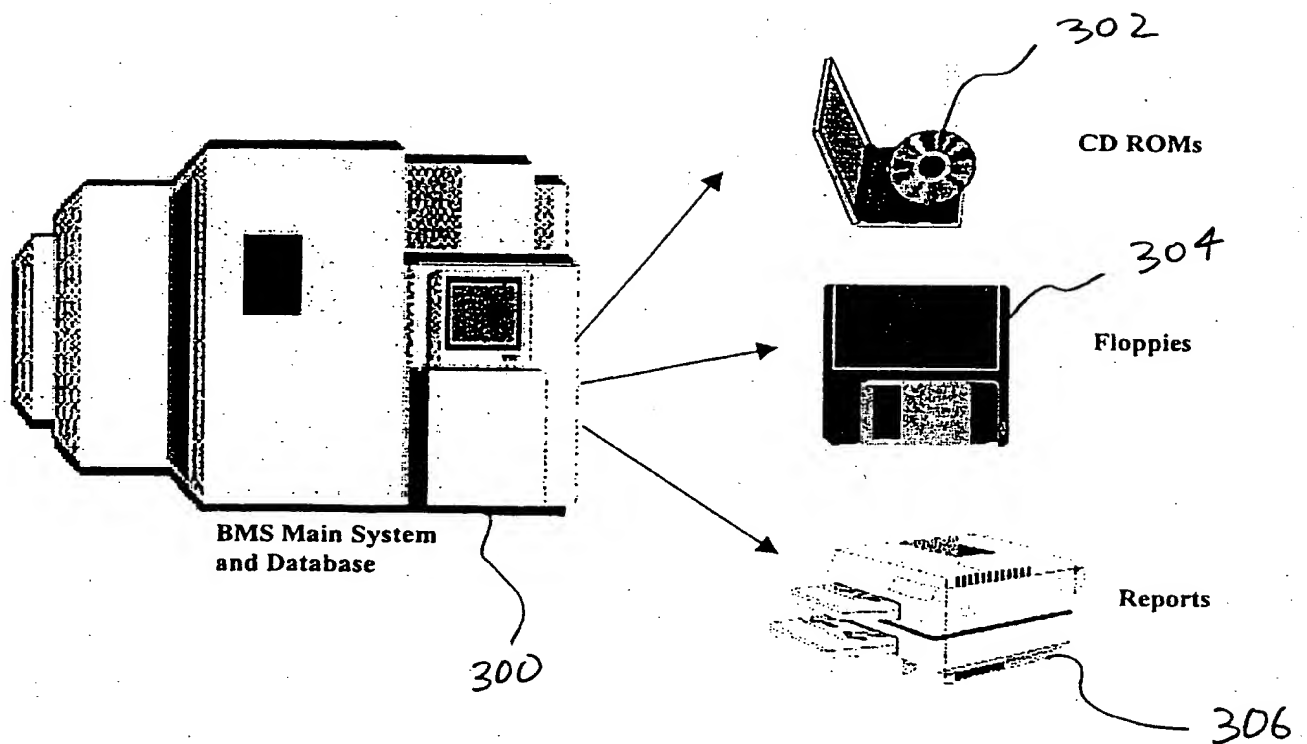 302
CD ROMs
304
Floppies
BMS Main System
and Database
300
Reports
306